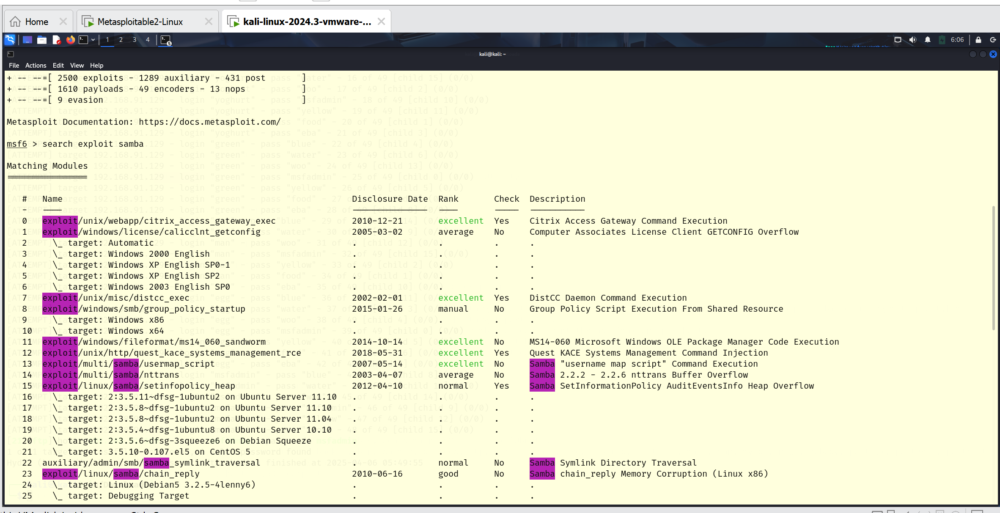 Home
Metasploitable2-Linux
kali-linux-2024.3-vmware-...
1 2 3 4
5
6:06
kali@kali: ~
File Actions Edit View Help
+ -- --=[ 2500 exploits - 1289 auxiliary - 431 post ]
+ -- --=[ 1610 payloads - 49 encoders - 13 nops ]
+ -- --=[ 9 evasion ]
Metasploit Documentation: https://docs.metasploit.com/
msf6 > search exploit samba
Matching Modules
================
# Name Disclosure Date Rank Check Description
- ---- --------------- ---- ----- -----------
0 exploit/unix/webapp/citrix_access_gateway_exec 2010-12-21 excellent Yes Citrix Access Gateway Command Execution
1 exploit/windows/license/calicclnt_getconfig 2005-03-02 average No Computer Associates License Client GETCONFIG Overflow
2 \_ target: Automatic . . . .
3 \_ target: Windows 2000 English . . . .
4 \_ target: Windows XP English SP0-1 . . . .
5 \_ target: Windows XP English SP2 . . . .
6 \_ target: Windows 2003 English SP0 . . . .
7 exploit/unix/misc/distcc_exec 2002-02-01 excellent Yes DistCC Daemon Command Execution
8 exploit/windows/smb/group_policy_startup 2015-01-26 manual No Group Policy Script Execution From Shared Resource
9 \_ target: Windows x86 . . . .
10 \_ target: Windows x64 . . . .
11 exploit/windows/fileformat/ms14_060_sandworm 2014-10-14 excellent No MS14-060 Microsoft Windows OLE Package Manager Code Execution
12 exploit/unix/http/quest_kace_systems_management_rce 2018-05-31 excellent Yes Quest KACE Systems Management Command Injection
13 exploit/multi/samba/usermap_script 2007-05-14 excellent No Samba "username map script" Command Execution
14 exploit/multi/samba/nttrans 2003-04-07 average No Samba 2.2.2 - 2.2.6 nttrans Buffer Overflow
15 exploit/linux/samba/setinfopolicy_heap 2012-04-10 normal Yes Samba SetInformationPolicy AuditEventsInfo Heap Overflow
16 \_ target: 2:3.5.11~dfsg-1ubuntu2 on Ubuntu Server 11.10 . . . .
17 \_ target: 2:3.5.8~dfsg-1ubuntu2 on Ubuntu Server 11.10 . . . .
18 \_ target: 2:3.5.8~dfsg-1ubuntu2 on Ubuntu Server 11.04 . . . .
19 \_ target: 2:3.5.4~dfsg-1ubuntu8 on Ubuntu Server 10.10 . . . .
20 \_ target: 2:3.5.6~dfsg-3squeeze6 on Debian Squeeze . . . .
21 \_ target: 3.5.10-0.107.el5 on CentOS 5 . . . .
22 auxiliary/admin/smb/samba_symlink_traversal . normal No Samba Symlink Directory Traversal
23 exploit/linux/samba/chain_reply 2010-06-16 good No Samba chain_reply Memory Corruption (Linux x86)
24 \_ target: Linux (Debian5 3.2.5-4lenny6) . . . .
25 \_ target: Debugging Target . . . .